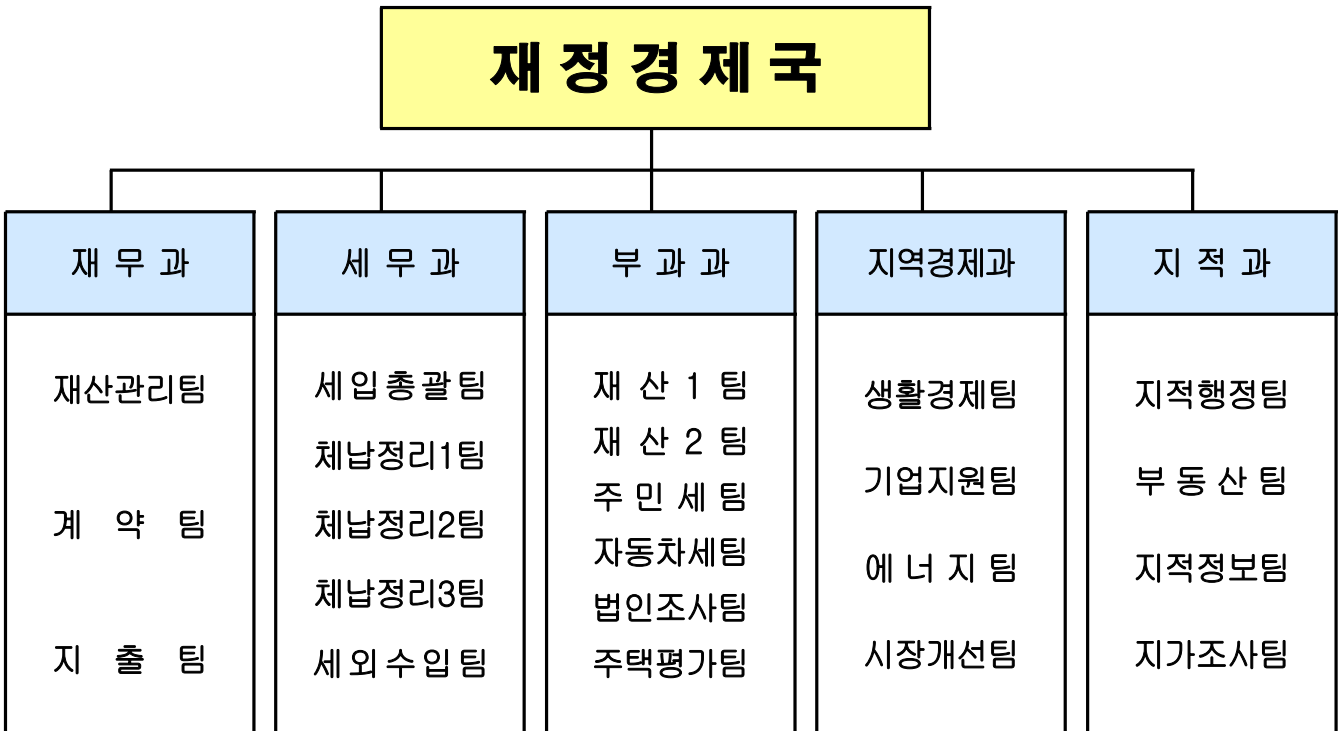 재정경제국
재무과
재산관리팀
계약팀
지출팀
세무과
세입총괄팀
체납정리1팀
체납정리2팀
체납정리3팀
세외수입팀
부과과
재산1팀
재산2팀
주민세팀
자동차세팀
법인조사팀
주택평가팀
지역경제과
생활경제팀
기업지원팀
에너지팀
시장개선팀
지적과
지적행정팀
부동산팀
지적정보팀
지가조사팀